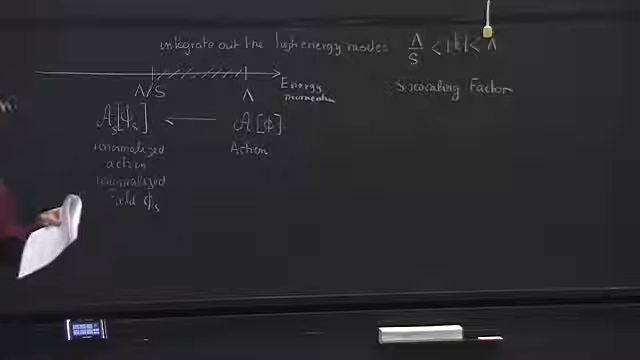 integrate out the high energy modes Λ/S < |k| < Λ
Energy
momentum
Λ/S
Λ
S: scaling Factor
A_S[ϕ_S] ← A[ϕ]
renormalized
action
Action
renormalized
field ϕ_S